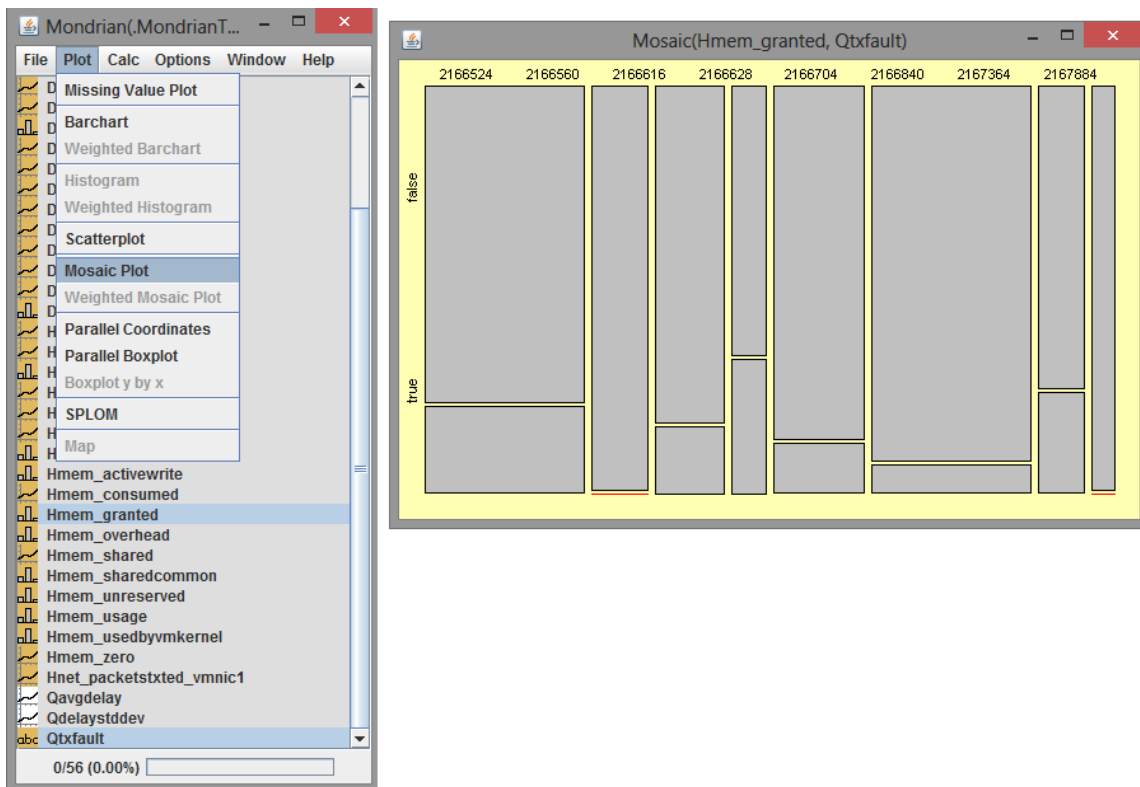 Mondrian(.MondrianT...
File Plot Calc Options Window Help
D
Missing Value Plot
D
D
Barchart
D
Weighted Barchart
D
D
Histogram
D
Weighted Histogram
D
Scatterplot
D
D
Mosaic Plot
D
Weighted Mosaic Plot
D
H
Parallel Coordinates
H
Parallel Boxplot
H
Boxplot y by x
H
H
SPLOM
H
H
Map
Hmem_activewrite
Hmem_consumed
Hmem_granted
Hmem_overhead
Hmem_shared
Hmem_sharedcommon
Hmem_unreserved
Hmem_usage
Hmem_usedbyvmkernel
Hmem_zero
Hnet_packetstxted_vmnic1
Qavgdelay
Qdelaystddev
abc Qtxfault
0/56 (0.00%)
Mosaic(Hmem_granted, Qtxfault)
2166524 2166560 2166616 2166628 2166704 2166840 2167364 2167884
false
true